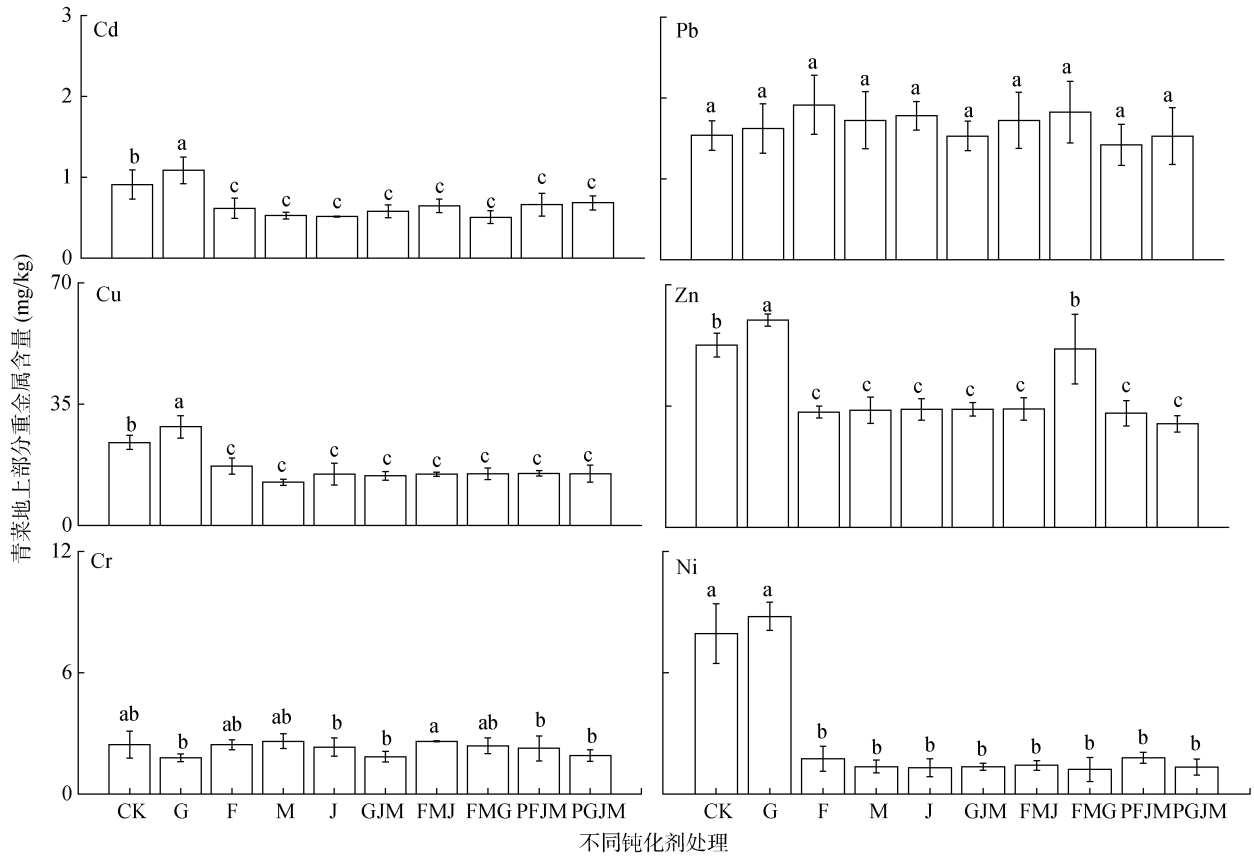 青菜地上部分重金属含量 (mg/kg)
3
2
1
0
Cd
b
a
c
c
c
c
c
c
c
c
Pb
a
a
a
a
a
a
a
a
a
a
70
35
0
Cu
b
a
c
c
c
c
c
c
c
c
Zn
b
a
c
c
c
c
c
b
c
c
12
6
0
Cr
ab
b
ab
ab
b
b
a
ab
b
b
Ni
a
a
b
b
b
b
b
b
b
b
CK G F M J GJM FMJ FMG PFJM PGJM
CK G F M J GJM FMJ FMG PFJM PGJM
不同钝化剂处理